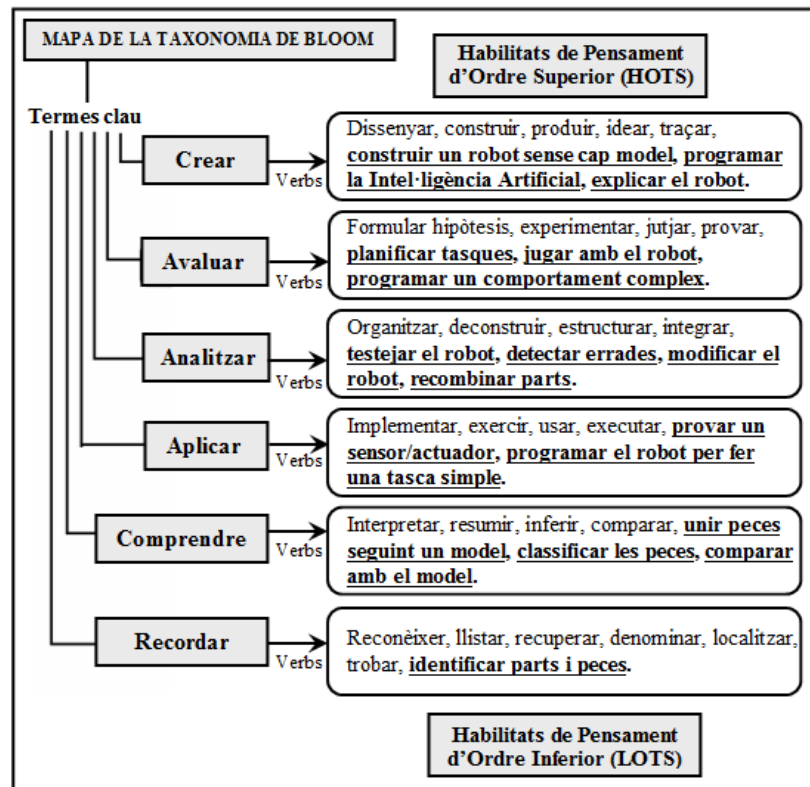 MAPA DE LA TAXONOMIA DE BLOOM
Habilitats de Pensament
d'Ordre Superior (HOTS)
Termes clau
Crear
Verbs
Dissenyar, construir, produir, idear, traçar,
construir un robot sense cap model, programar
la Intel·ligència Artificial, explicar el robot.
Avaluar
Verbs
Formular hipòtesis, experimentar, jutjar, provar,
planificar tasques, jugar amb el robot,
programar un comportament complex.
Analitzar
Verbs
Organitzar, deconstruir, estructurar, integrar,
testejar el robot, detectar errades, modificar el
robot, recombinar parts.
Aplicar
Verbs
Implementar, exercir, usar, executar, provar un
sensor/actuador, programar el robot per fer
una tasca simple.
Comprendre
Verbs
Interpretar, resumir, inferir, comparar, unir peces
seguint un model, classificar les peces, comparar
amb el model.
Recordar
Verbs
Reconèixer, llistar, recuperar, denominar, localitzar,
trobar, identificar parts i peces.
Habilitats de Pensament
d'Ordre Inferior (LOTS)